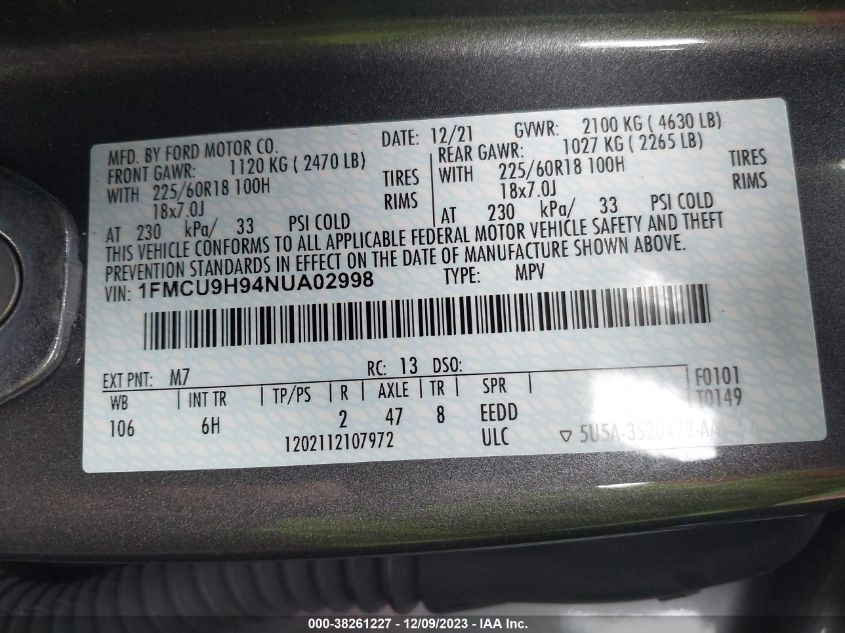 MFD. BY FORD MOTOR CO. DATE: 12/21 GVWR: 2100 KG ( 4630 LB)
FRONT GAWR: 1120 KG ( 2470 LB) REAR GAWR: 1027 KG ( 2265 LB)
WITH 225/60R18 100H TIRES WITH 225/60R18 100H TIRES
18x7.0J RIMS 18x7.0J RIMS
AT 230 kPa/ 33 PSI COLD AT 230 kPa/ 33 PSI COLD
THIS VEHICLE CONFORMS TO ALL APPLICABLE FEDERAL MOTOR VEHICLE SAFETY AND THEFT
PREVENTION STANDARDS IN EFFECT ON THE DATE OF MANUFACTURE SHOWN ABOVE.
VIN: 1FMCU9H94NUA02998 TYPE: MPV
EXT PNT: M7 RC: 13 DSO:
WB INT TR TP/PS R AXLE TR SPR F0101
106 6H 2 47 8 EEDD T0149
1202112107972 ULC 5U5A-3520472-AA
000-38261227 - 12/09/2023 - IAA Inc.